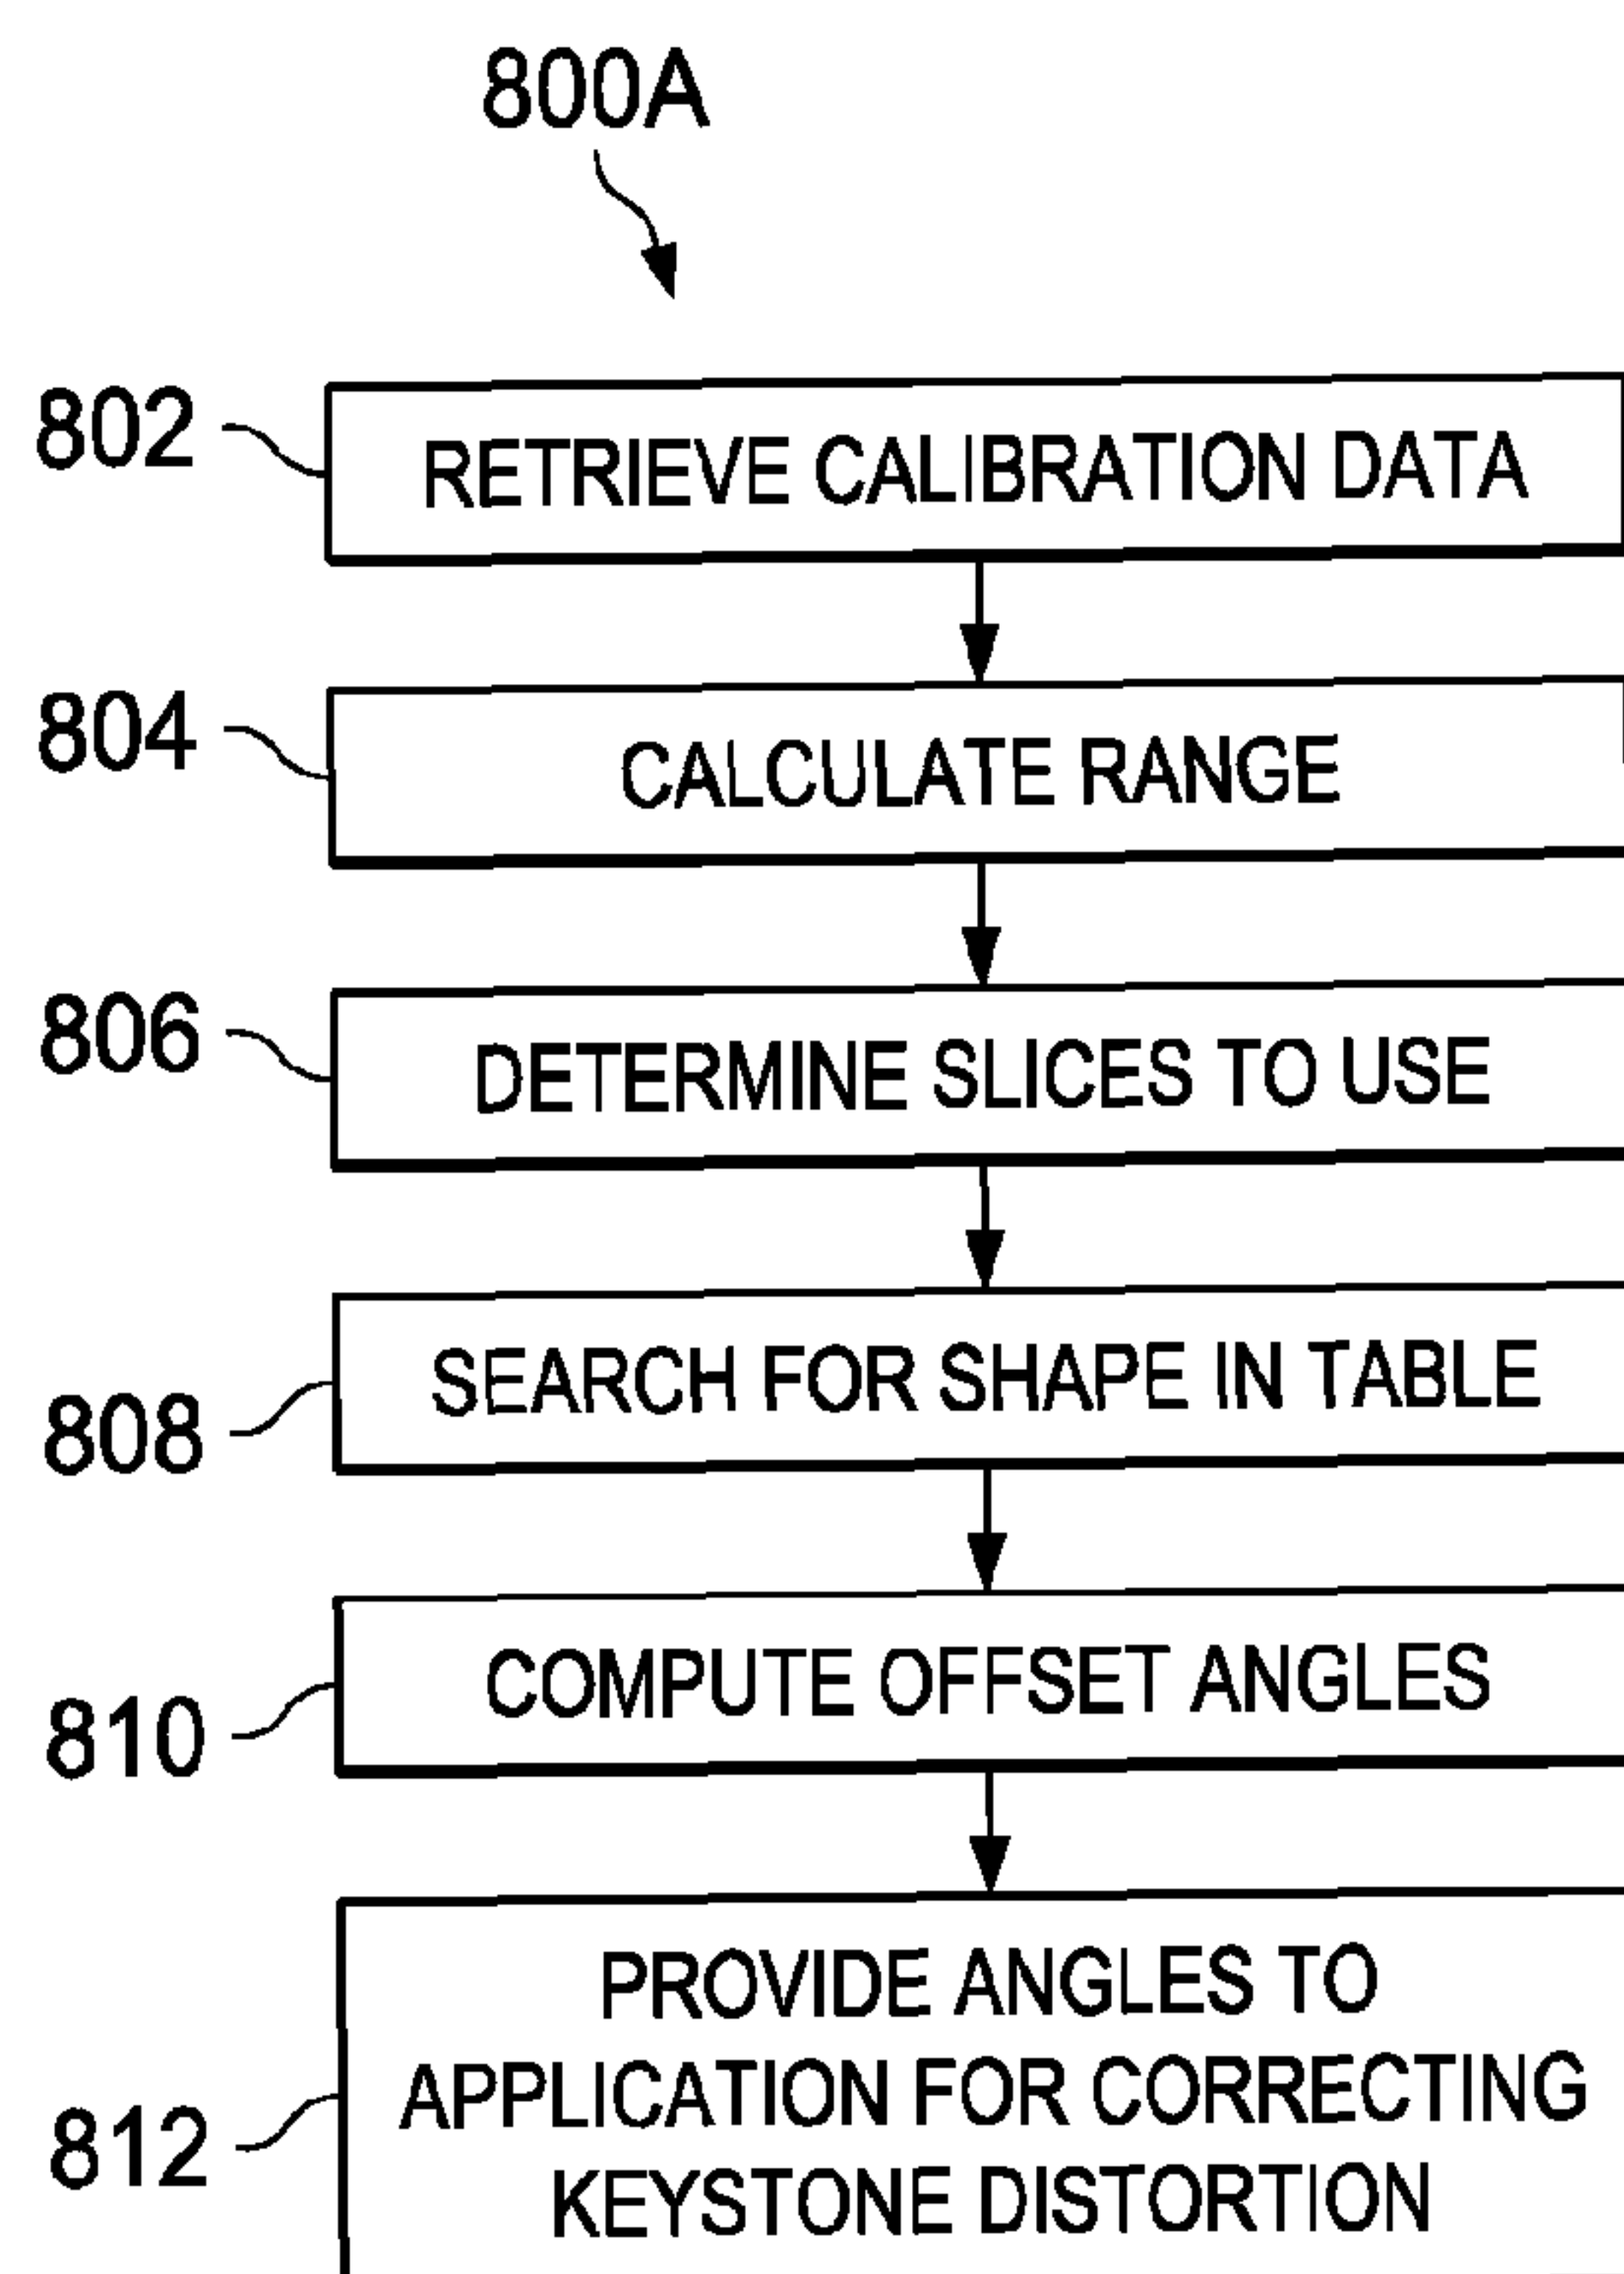 800A
802
RETRIEVE CALIBRATION DATA
804
CALCULATE RANGE
806
DETERMINE SLICES TO USE
808
SEARCH FOR SHAPE IN TABLE
810
COMPUTE OFFSET ANGLES
812
PROVIDE ANGLES TO
APPLICATION FOR CORRECTING
KEYSTONE DISTORTION